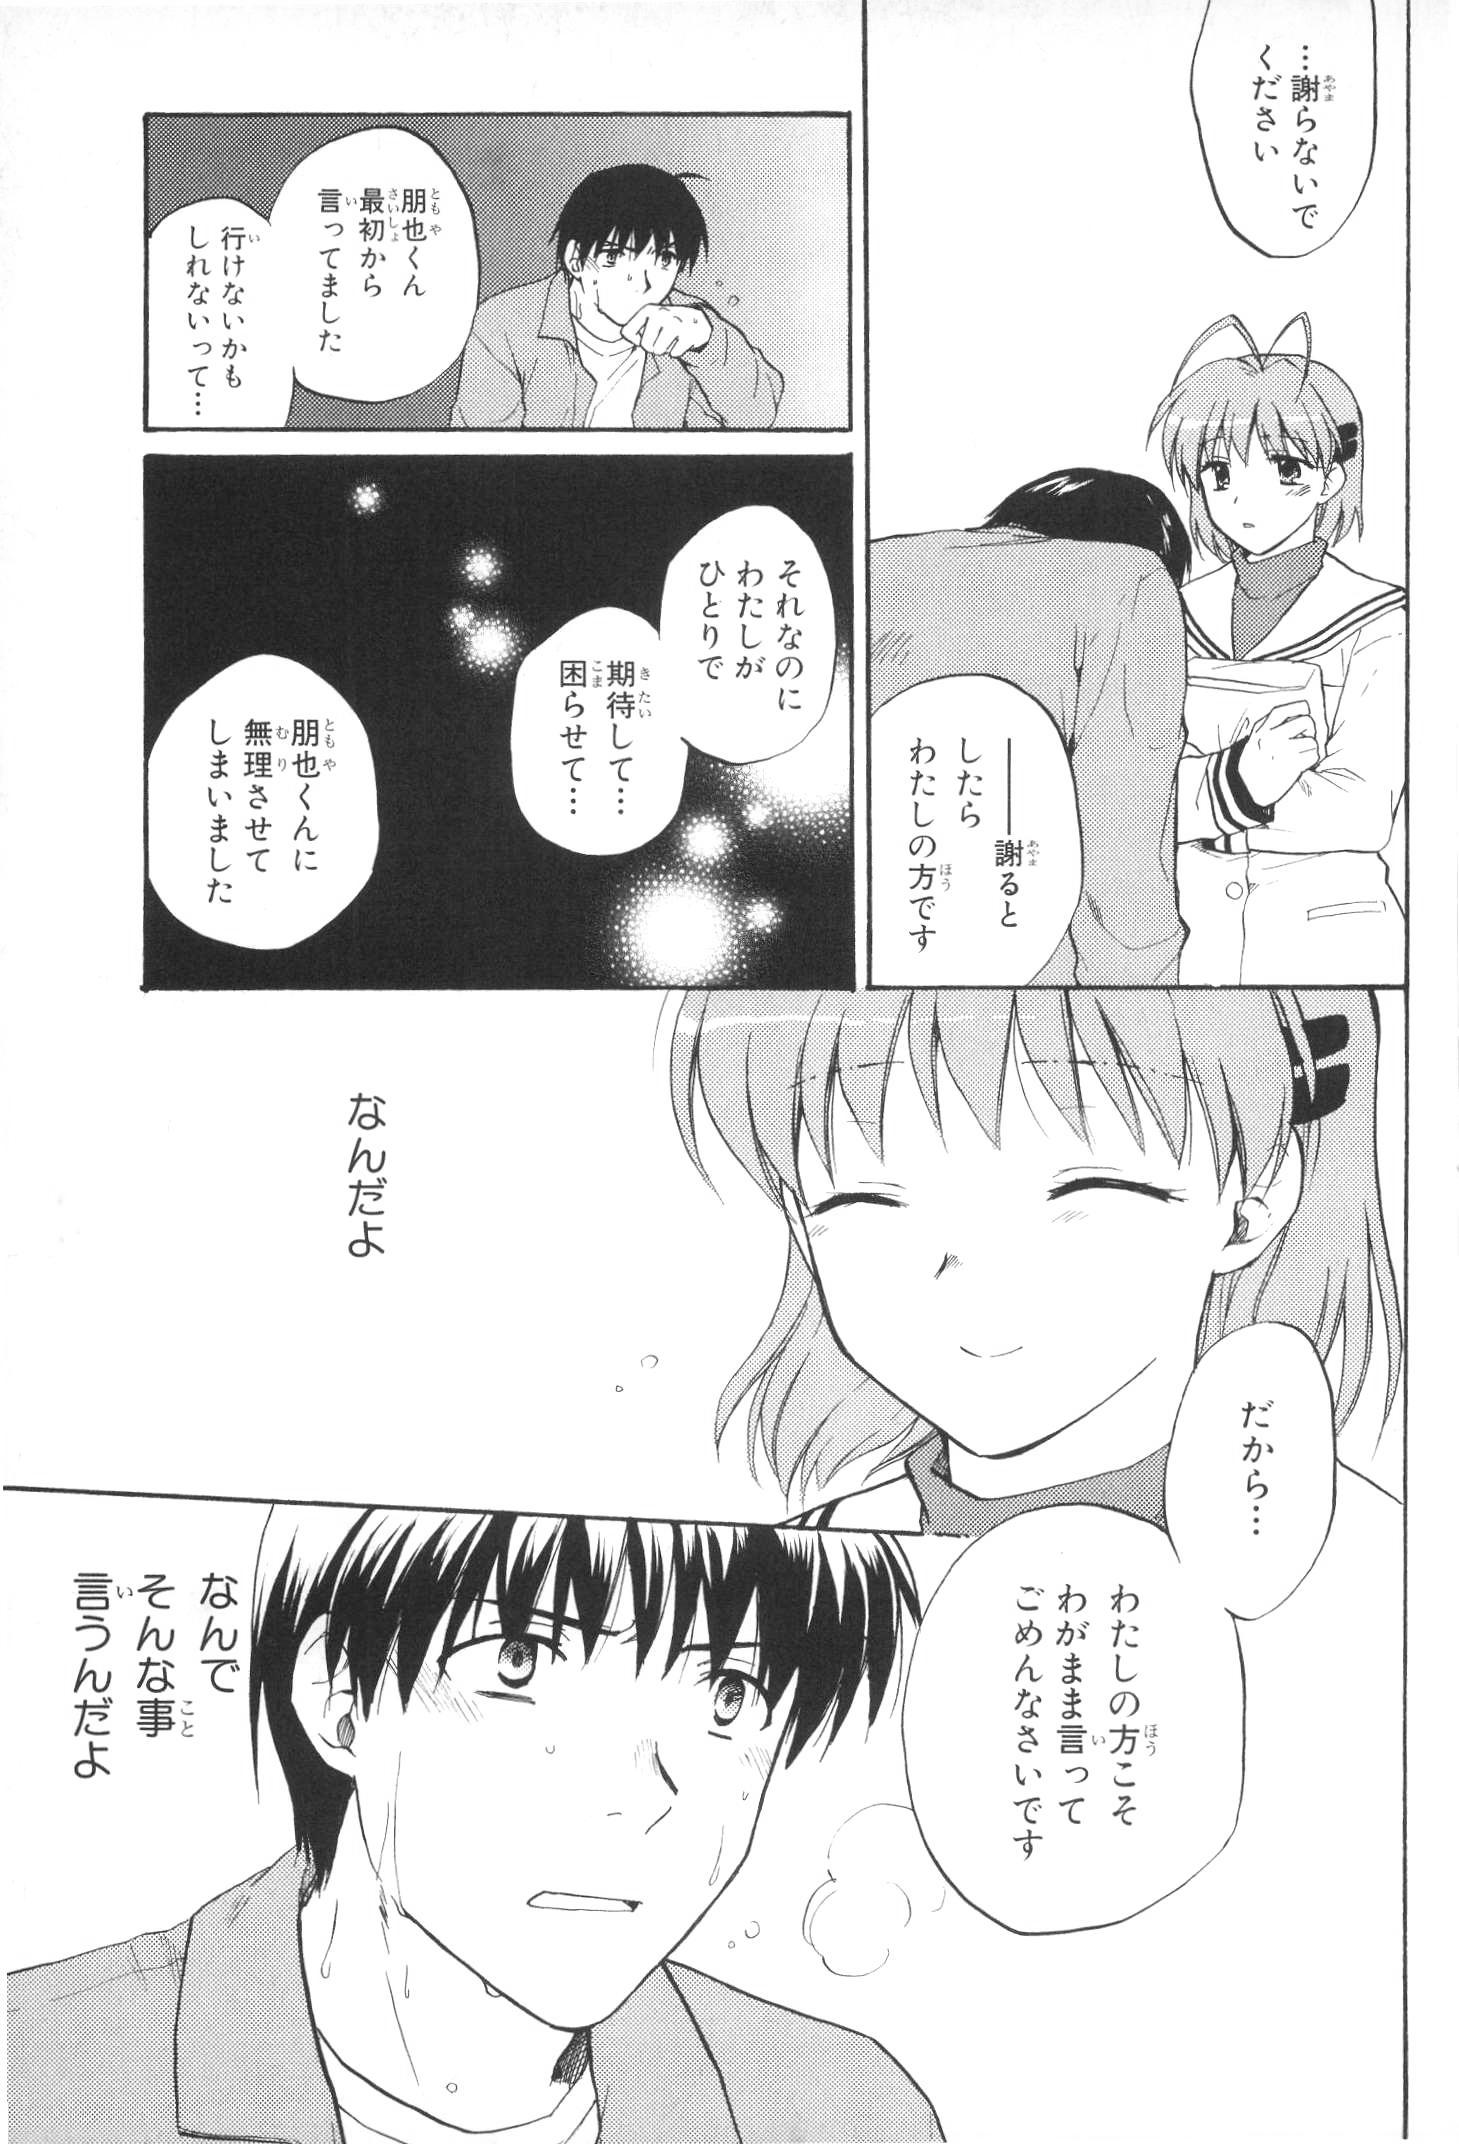 …謝らないで
ください
――謝ると
したら
わたしの方です
朋也くん
最初から
言ってました
行けないかも
しれないって…
それなのに
わたしが
ひとりで
期待して…
困らせて…
朋也くんに
無理させて
しまいました
だから…
わたしの方こそ
わがまま言って
ごめんなさいです
なんだよ
なんで
そんな事
言うんだよ